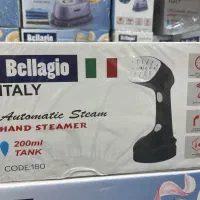 Bellagio
ITALY
Automatic Steam
HAND STEAMER
200ml
TANK
CODE:180